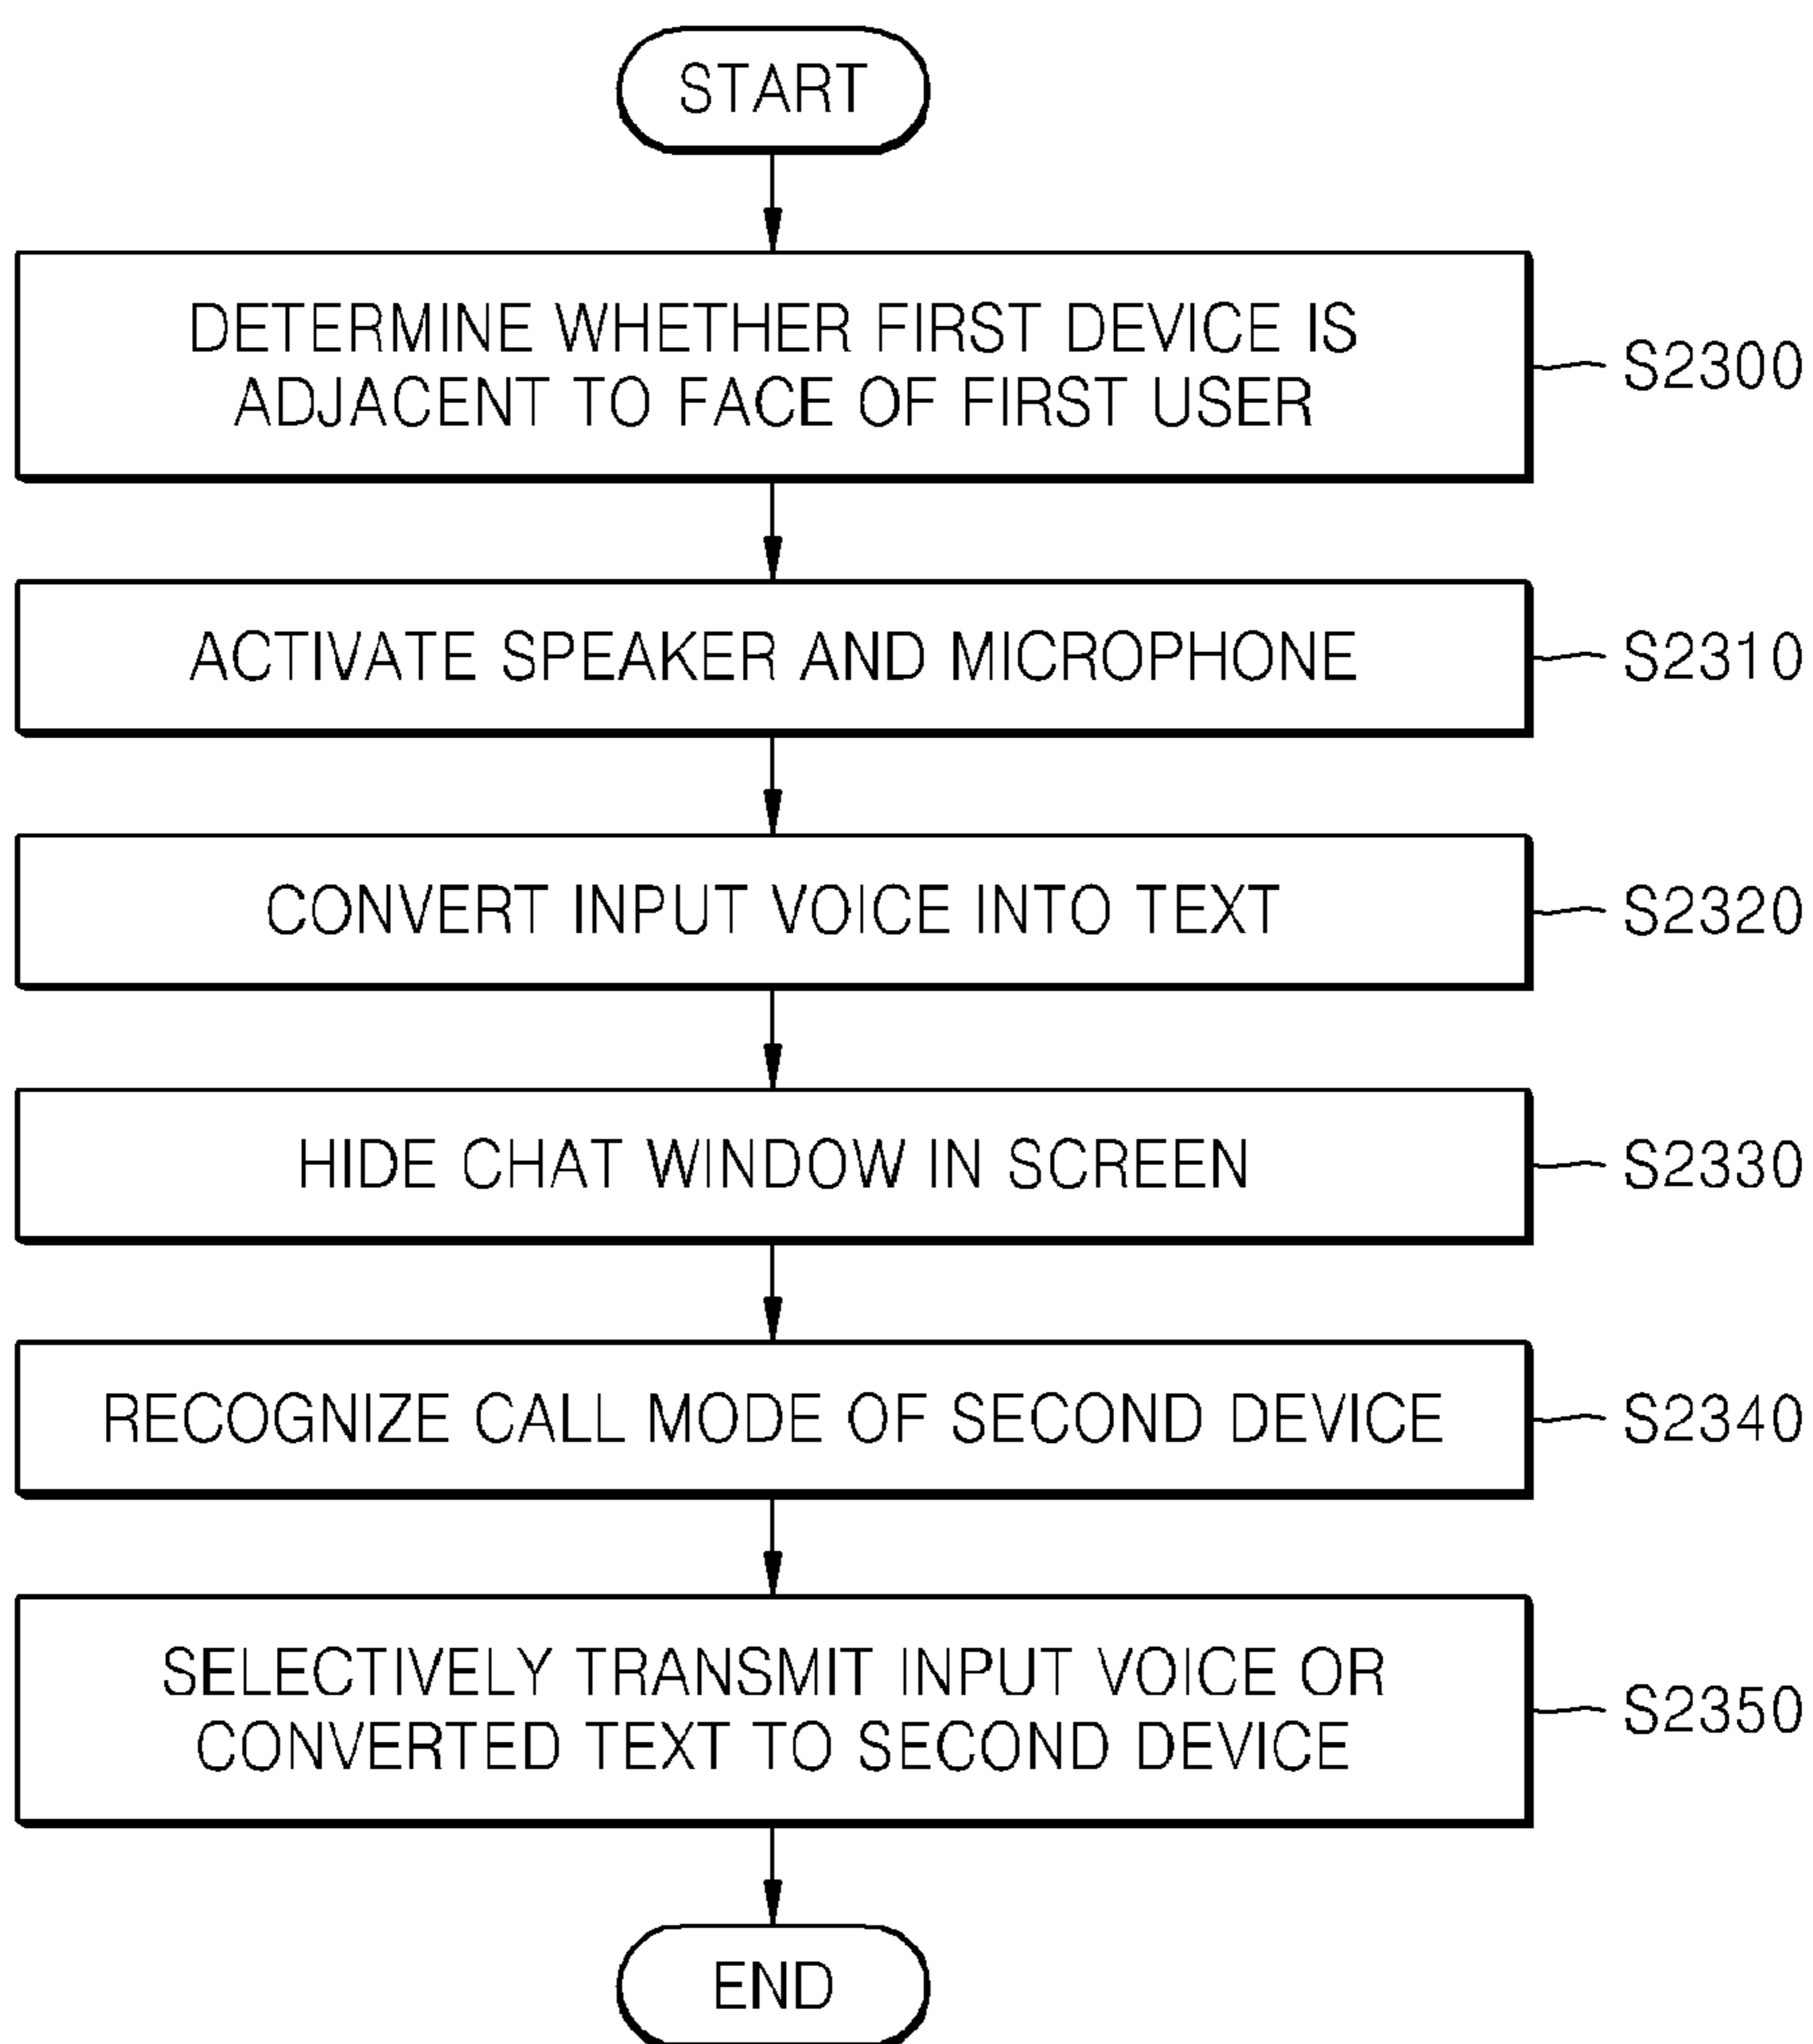 START
DETERMINE WHETHER FIRST DEVICE IS
ADJACENT TO FACE OF FIRST USER
S2300
ACTIVATE SPEAKER AND MICROPHONE
S2310
CONVERT INPUT VOICE INTO TEXT
S2320
HIDE CHAT WINDOW IN SCREEN
S2330
RECOGNIZE CALL MODE OF SECOND DEVICE
S2340
SELECTIVELY TRANSMIT INPUT VOICE OR
CONVERTED TEXT TO SECOND DEVICE
S2350
END